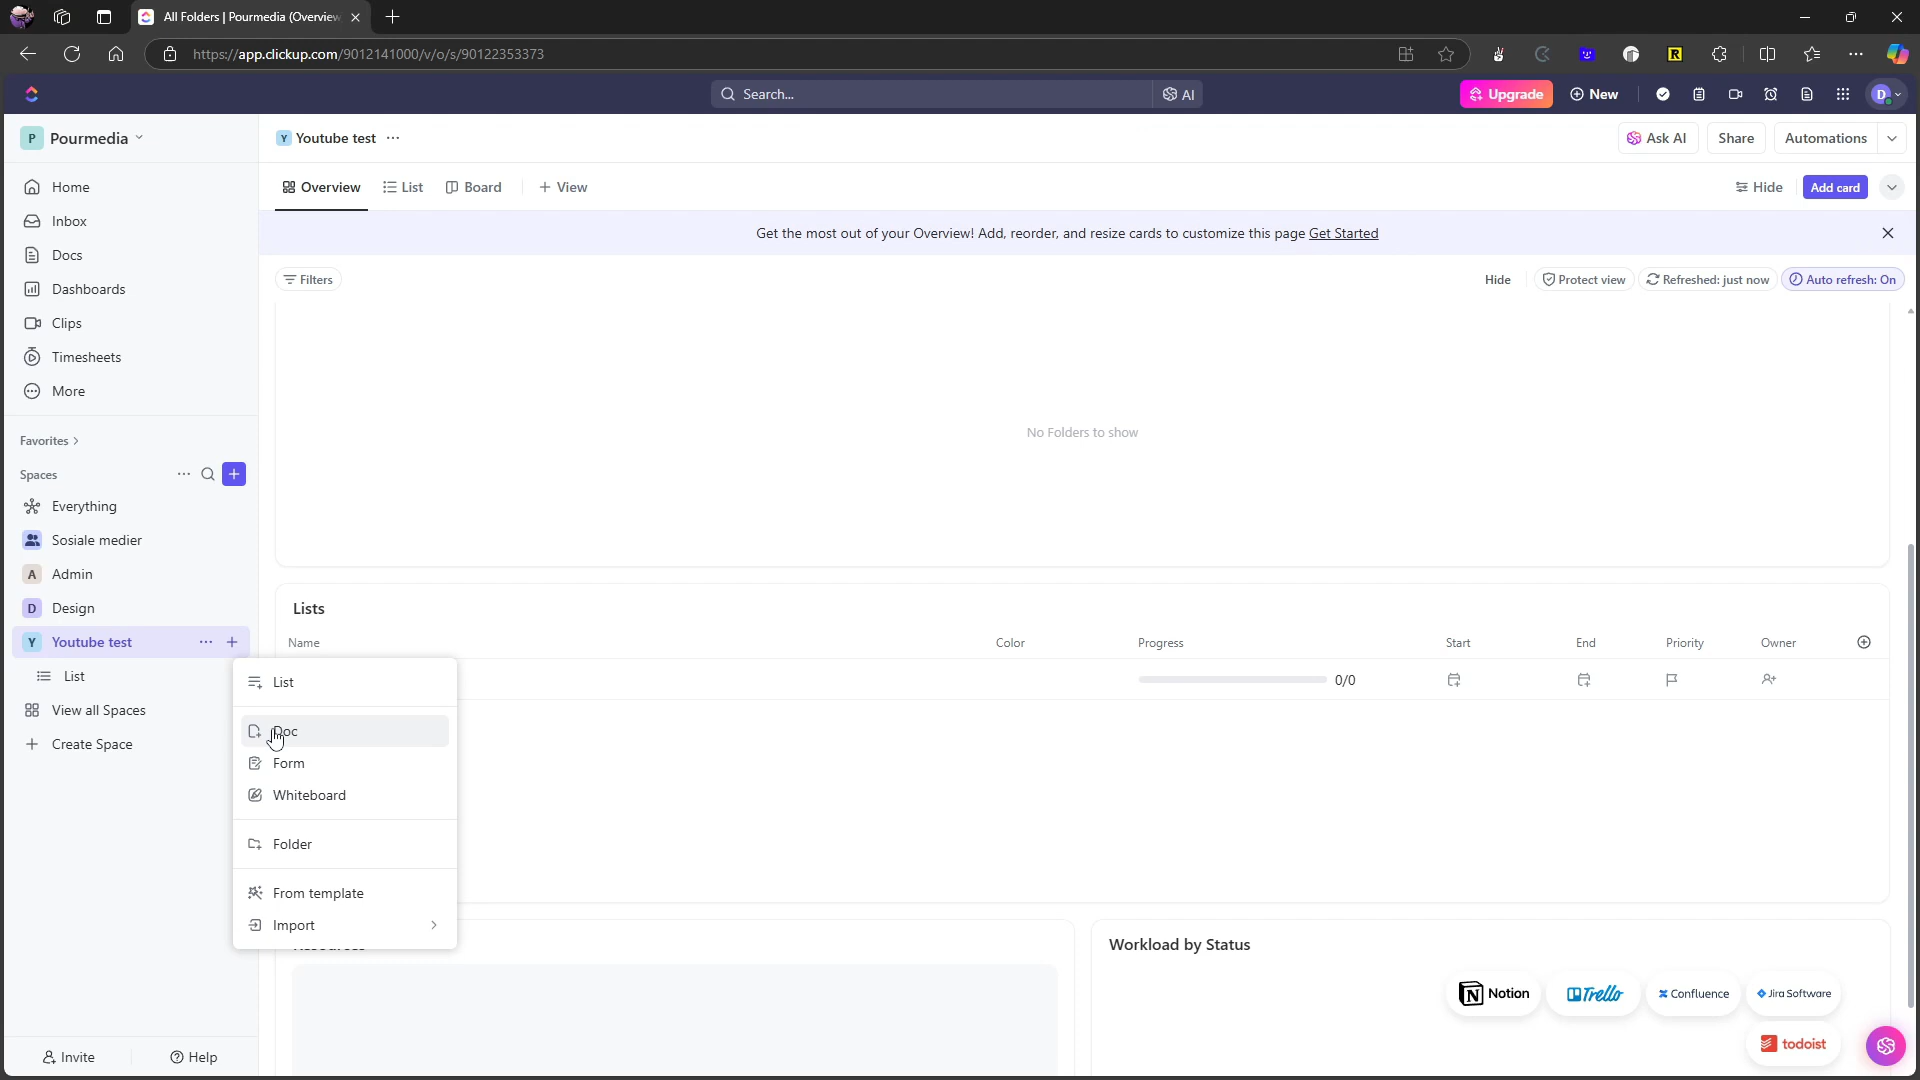 All Folders | Pourmedia (Overview
https://app.clickup.com/9012141000/v/o/s/90122353373
Search...
AI
Upgrade
New
D
P Pourmedia
Y Youtube test
Ask AI
Share
Automations
Home
Inbox
Docs
Dashboards
Clips
Timesheets
More
Favorites
Spaces
Everything
Sosiale medier
A Admin
D Design
Y Youtube test
List
View all Spaces
Create Space
Invite
Help
Overview
List
Board
View
Hide
Add card
Get the most out of your Overview! Add, reorder, and resize cards to customize this page Get Started
Filters
Hide
Protect view
Refreshed: just now
Auto refresh: On
No Folders to show
Lists
Name
Color
Progress
Start
End
Priority
Owner
0/0
List
Doc
Form
Whiteboard
Folder
From template
Import
Workload by Status
Notion
Trello
Confluence
Jira Software
todoist